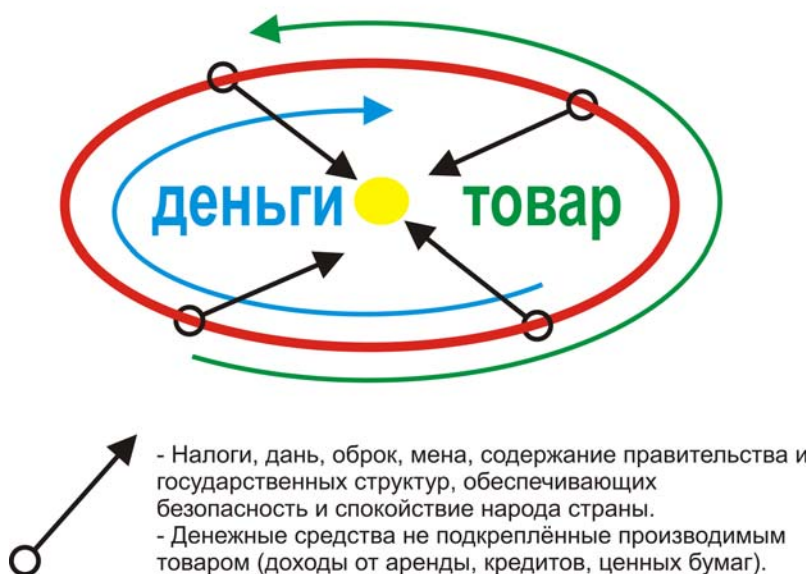 деньги товар
- Налоги, дань, оброк, мена, содержание правительства и
государственных структур, обеспечивающих
безопасность и спокойствие народа страны.
- Денежные средства не подкреплённые производимым
товаром (доходы от аренды, кредитов, ценных бумаг).